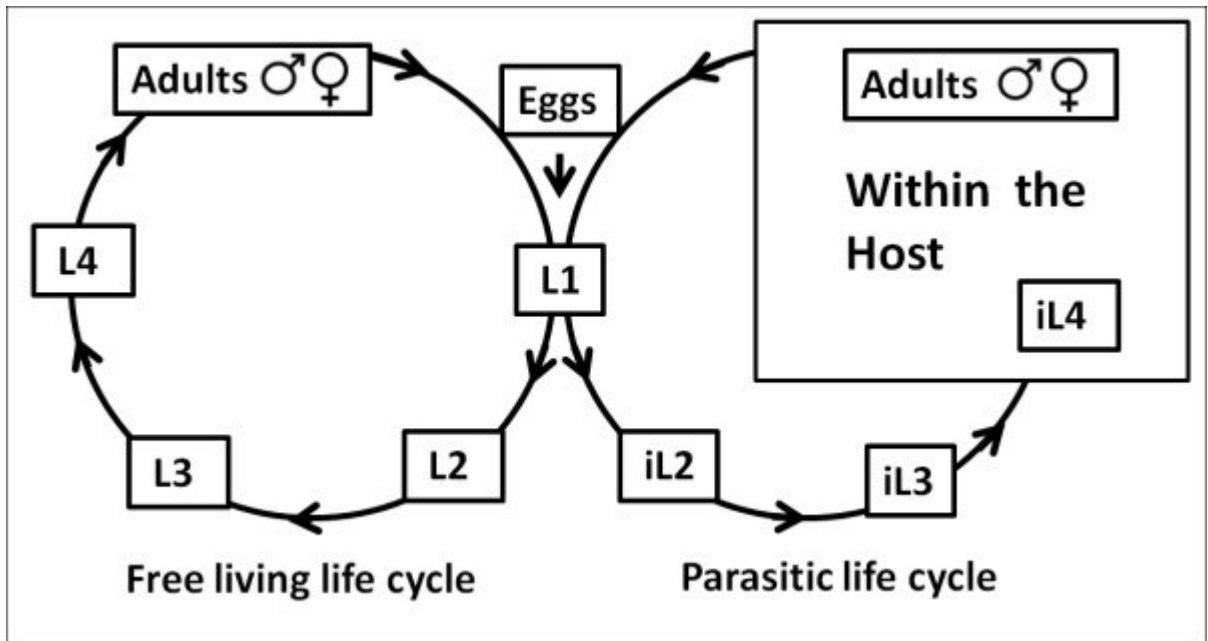 Adults ♂♀
Eggs
Adults ♂♀
Within the
Host
L4
L1
iL4
L3
L2
iL2
iL3
Free living life cycle
Parasitic life cycle